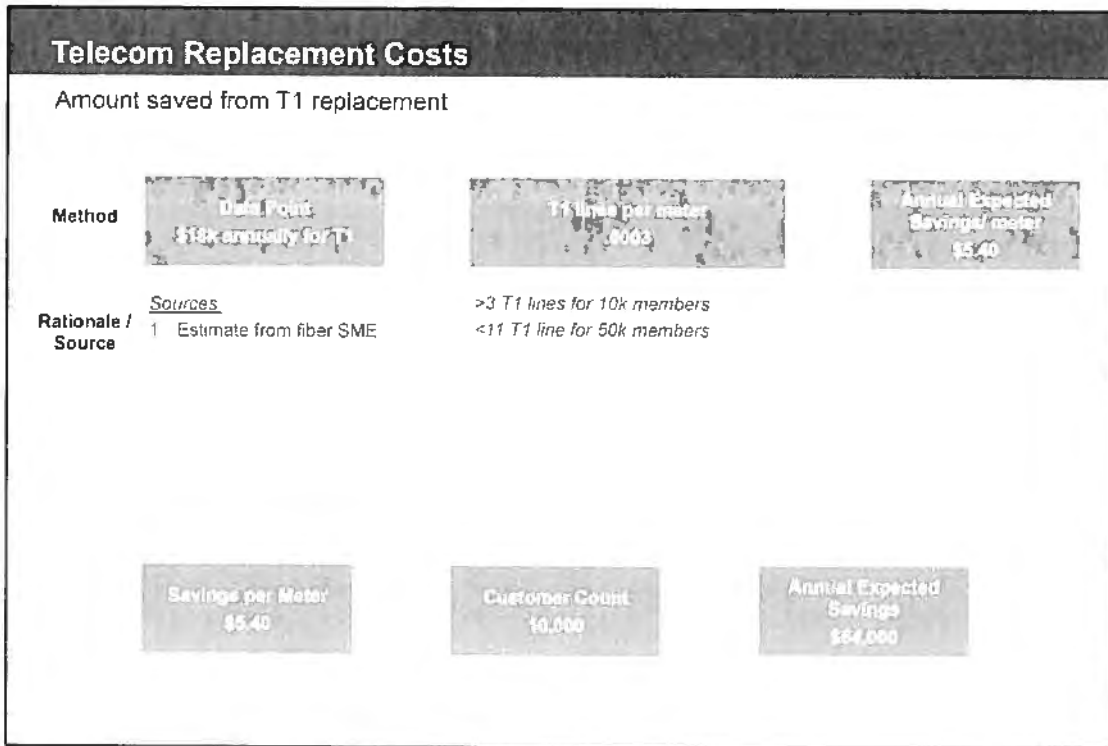 Telecom Replacement Costs
Amount saved from T1 replacement
Method
Data Point
$18k annually for T1
T1 lines per meter
.0003
Annual Expected
Savings/ meter
$5.40
Rationale /
Source
Sources
1 Estimate from fiber SME
>3 T1 lines for 10k members
<11 T1 line for 50k members
Savings per Meter
$5.40
Customer Count
10,000
Annual Expected
Savings
$54,000